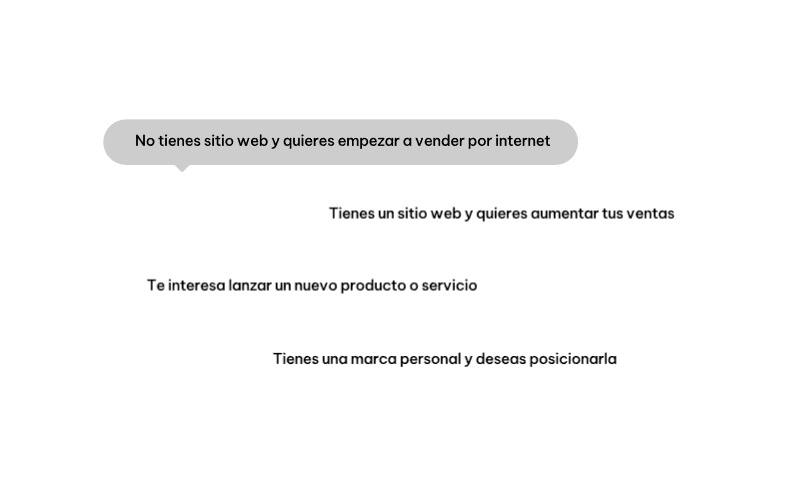 No tienes sitio web y quieres empezar a vender por internet
Tienes un sitio web y quieres aumentar tus ventas
Te interesa lanzar un nuevo producto o servicio
Tienes una marca personal y deseas posicionarla